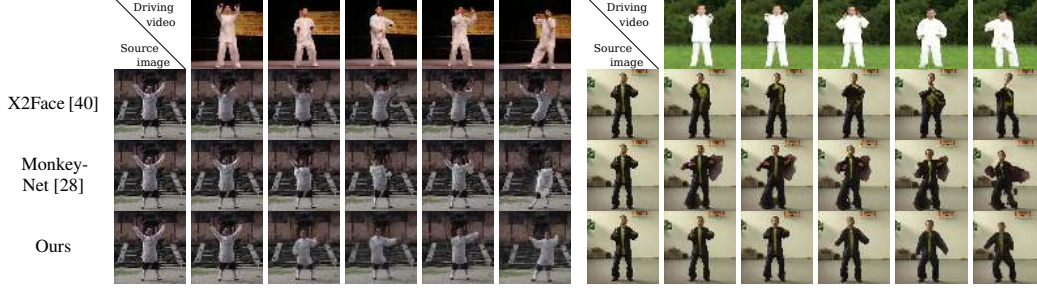 Driving
video
Source
image
Driving
video
Source
image
X2Face [40]
Monkey-
Net [28]
Ours